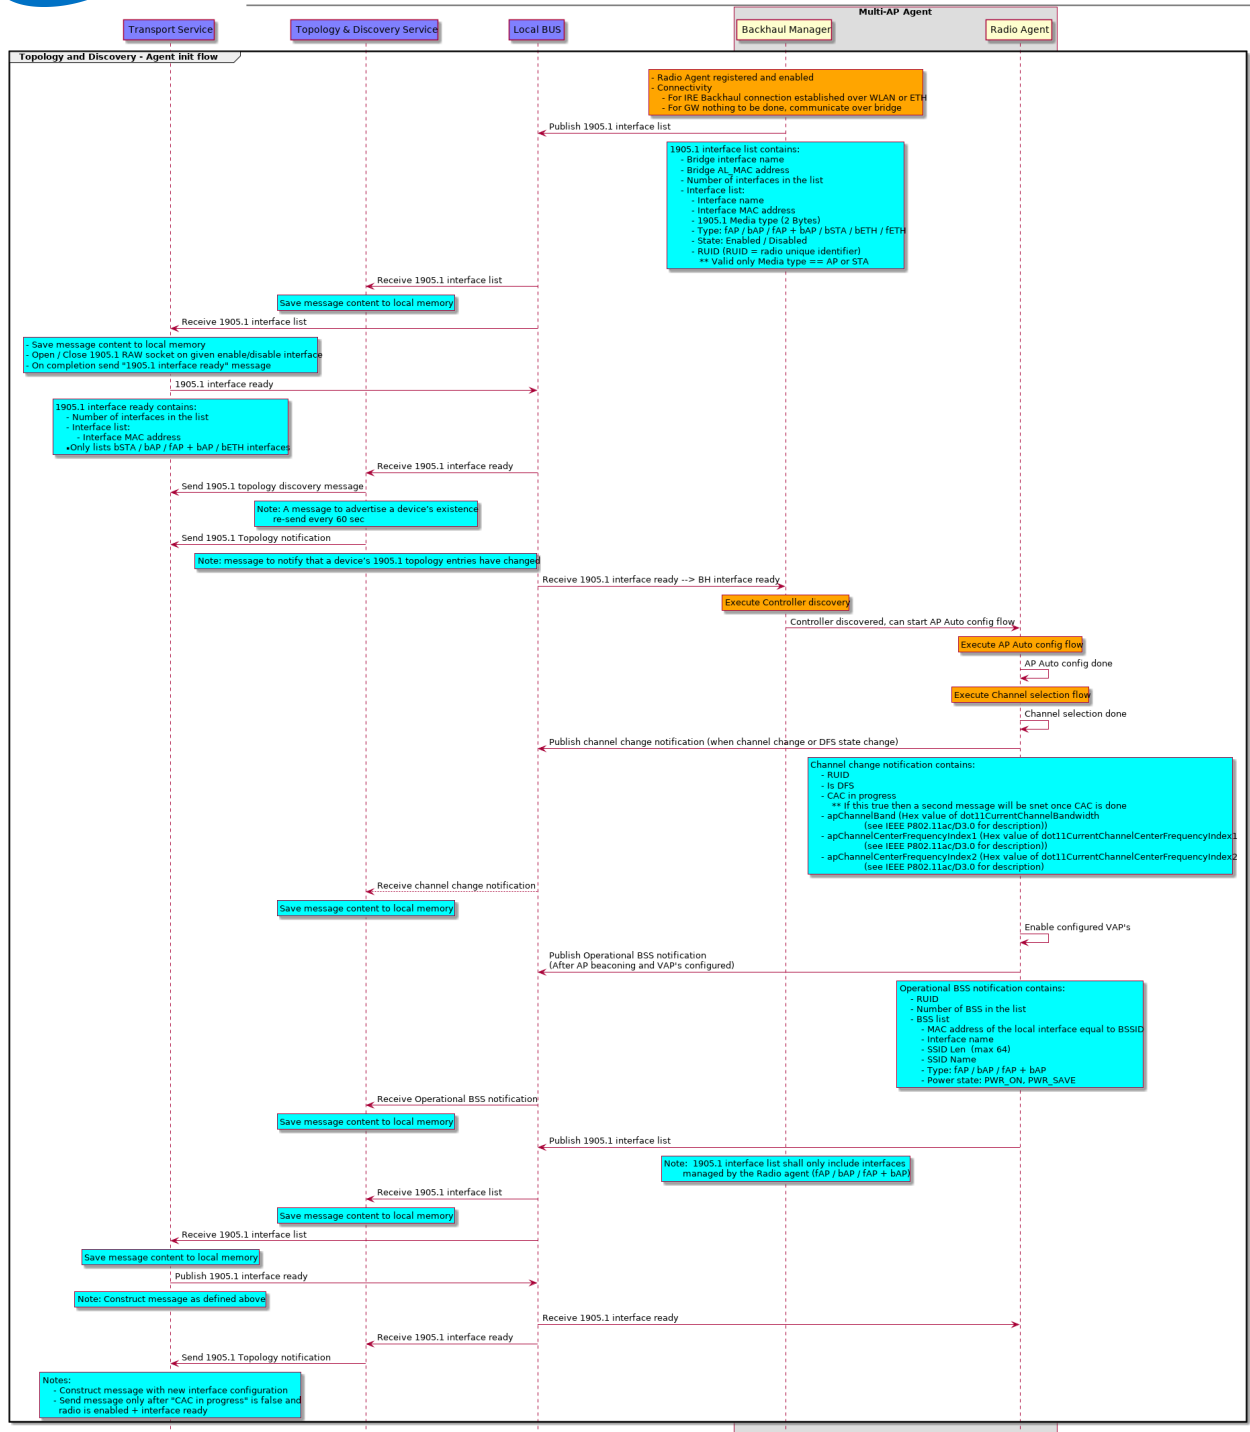 Multi-AP Agent
Transport Service
Topology & Discovery Service
Local BUS
Backhaul Manager
Radio Agent
Topology and Discovery - Agent init flow
- Radio Agent registered and enabled
- Connectivity
- For IRE Backhaul connection established over WLAN or ETH
- For GW nothing to be done, communicate over bridge
Publish 1905.1 interface list
1905.1 interface list contains:
- Bridge interface name
- Bridge AL_MAC address
- Number of interfaces in the list
- Interface list:
- Interface name
- Interface MAC address
- 1905.1 Media type (2 Bytes)
- Type: fAP / bAP / fAP + bAP / bSTA / bETH / fETH
- State: Enabled / Disabled
- RUID (RUID = radio unique identifier)
** Valid only Media type == AP or STA
Receive 1905.1 interface list
Save message content to local memory
Receive 1905.1 interface list
- Save message content to local memory
- Open / Close 1905.1 RAW socket on given enable/disable interface
- On completion send "1905.1 interface ready" message
1905.1 interface ready
1905.1 interface ready contains:
- Number of interfaces in the list
- Interface list:
- Interface MAC address
•Only lists bSTA / bAP / fAP + bAP / bETH interfaces
Receive 1905.1 interface ready
Send 1905.1 topology discovery message
Note: A message to advertise a device's existence
re-send every 60 sec
Send 1905.1 Topology notification
Note: message to notify that a device's 1905.1 topology entries have changed
Receive 1905.1 interface ready --> BH interface ready
Execute Controller discovery
Controller discovered, can start AP Auto config flow
Execute AP Auto config flow
AP Auto config done
Execute Channel selection flow
Channel selection done
Publish channel change notification (when channel change or DFS state change)
Channel change notification contains:
- RUID
- Is DFS
- CAC in progress
** If this true then a second message will be snet once CAC is done
- apChannelBand (Hex value of dot11CurrentChannelBandwidth
(see IEEE P802.11ac/D3.0 for description))
- apChannelCenterFrequencyIndex1 (Hex value of dot11CurrentChannelCenterFrequencyIndex1
(see IEEE P802.11ac/D3.0 for description))
- apChannelCenterFrequencyIndex2 (Hex value of dot11CurrentChannelCenterFrequencyIndex2
(see IEEE P802.11ac/D3.0 for description)
Receive channel change notification
Save message content to local memory
Enable configured VAP's
Publish Operational BSS notification
(After AP beaconing and VAP's configured)
Operational BSS notification contains:
- RUID
- Number of BSS in the list
- BSS list
- MAC address of the local interface equal to BSSID
- Interface name
- SSID Len  (max 64)
- SSID Name
- Type: fAP / bAP / fAP + bAP
- Power state: PWR_ON, PWR_SAVE
Receive Operational BSS notification
Save message content to local memory
Publish 1905.1 interface list
Note:  1905.1 interface list shall only include interfaces
managed by the Radio agent (fAP / bAP / fAP + bAP)
Receive 1905.1 interface list
Save message content to local memory
Receive 1905.1 interface list
Save message content to local memory
Publish 1905.1 interface ready
Note: Construct message as defined above
Receive 1905.1 interface ready
Receive 1905.1 interface ready
Send 1905.1 Topology notification
Notes:
- Construct message with new interface configuration
- Send message only after "CAC in progress" is false and
radio is enabled + interface ready